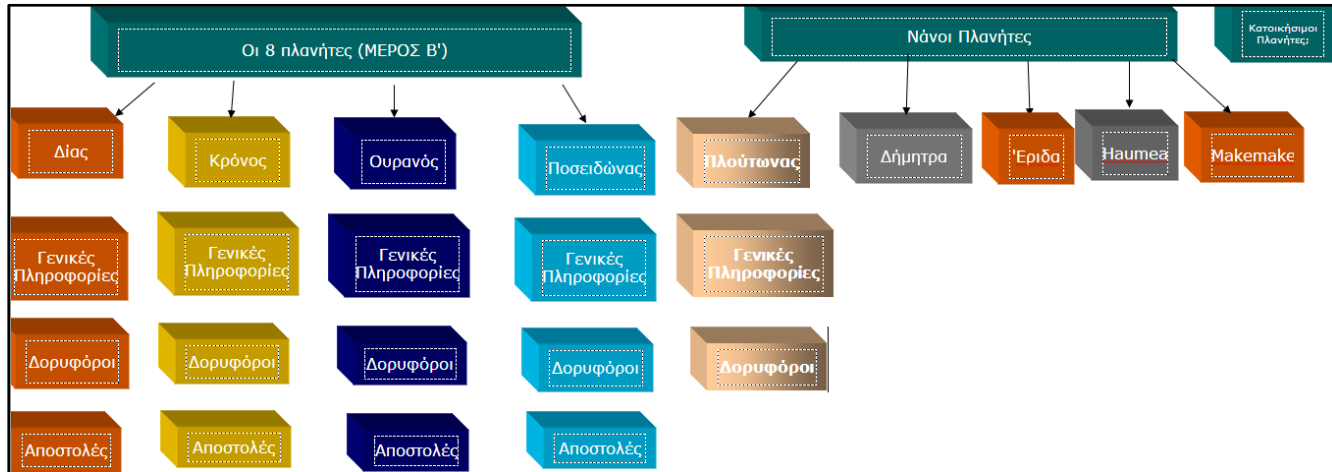 Οι 8 πλανήτες (ΜΕΡΟΣ Β')
Νάνοι Πλανήτες
Κατοικήσιμοι
Πλανήτες;
Δίας
Κρόνος
Ουρανός
Ποσειδώνας
Πλούτωνας
Δήμητρα
'Εριδα
Haumea
Makemake
Γενικές
Πληροφορίες
Γενικές
Πληροφορίες
Γενικές
Πληροφορίες
Γενικές
Πληροφορίες
Γενικές
Πληροφορίες
Δορυφόροι
Δορυφόροι
Δορυφόροι
Δορυφόροι
Δορυφόροι
Αποστολές
Αποστολές
Αποστολές
Αποστολές